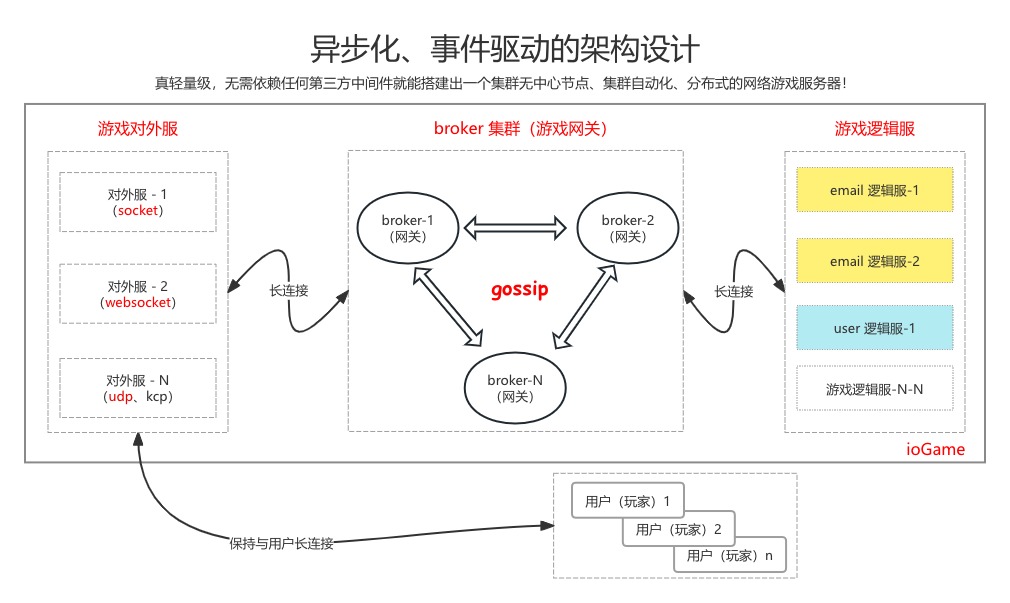 异步化、事件驱动的架构设计
真轻量级，无需依赖任何第三方中间件就能搭建出一个集群无中心节点、集群自动化、分布式的网络游戏服务器！
游戏对外服
对外服 - 1
（socket）
对外服 - 2
（websocket）
对外服 - N
（udp、kcp）
长连接
broker 集群（游戏网关）
broker-1
（网关）
broker-2
（网关）
gossip
broker-N
（网关）
长连接
游戏逻辑服
email 逻辑服-1
email 逻辑服-2
user 逻辑服-1
游戏逻辑服-N-N
ioGame
保持与用户长连接
用户（玩家）1
用户（玩家）2
用户（玩家）n